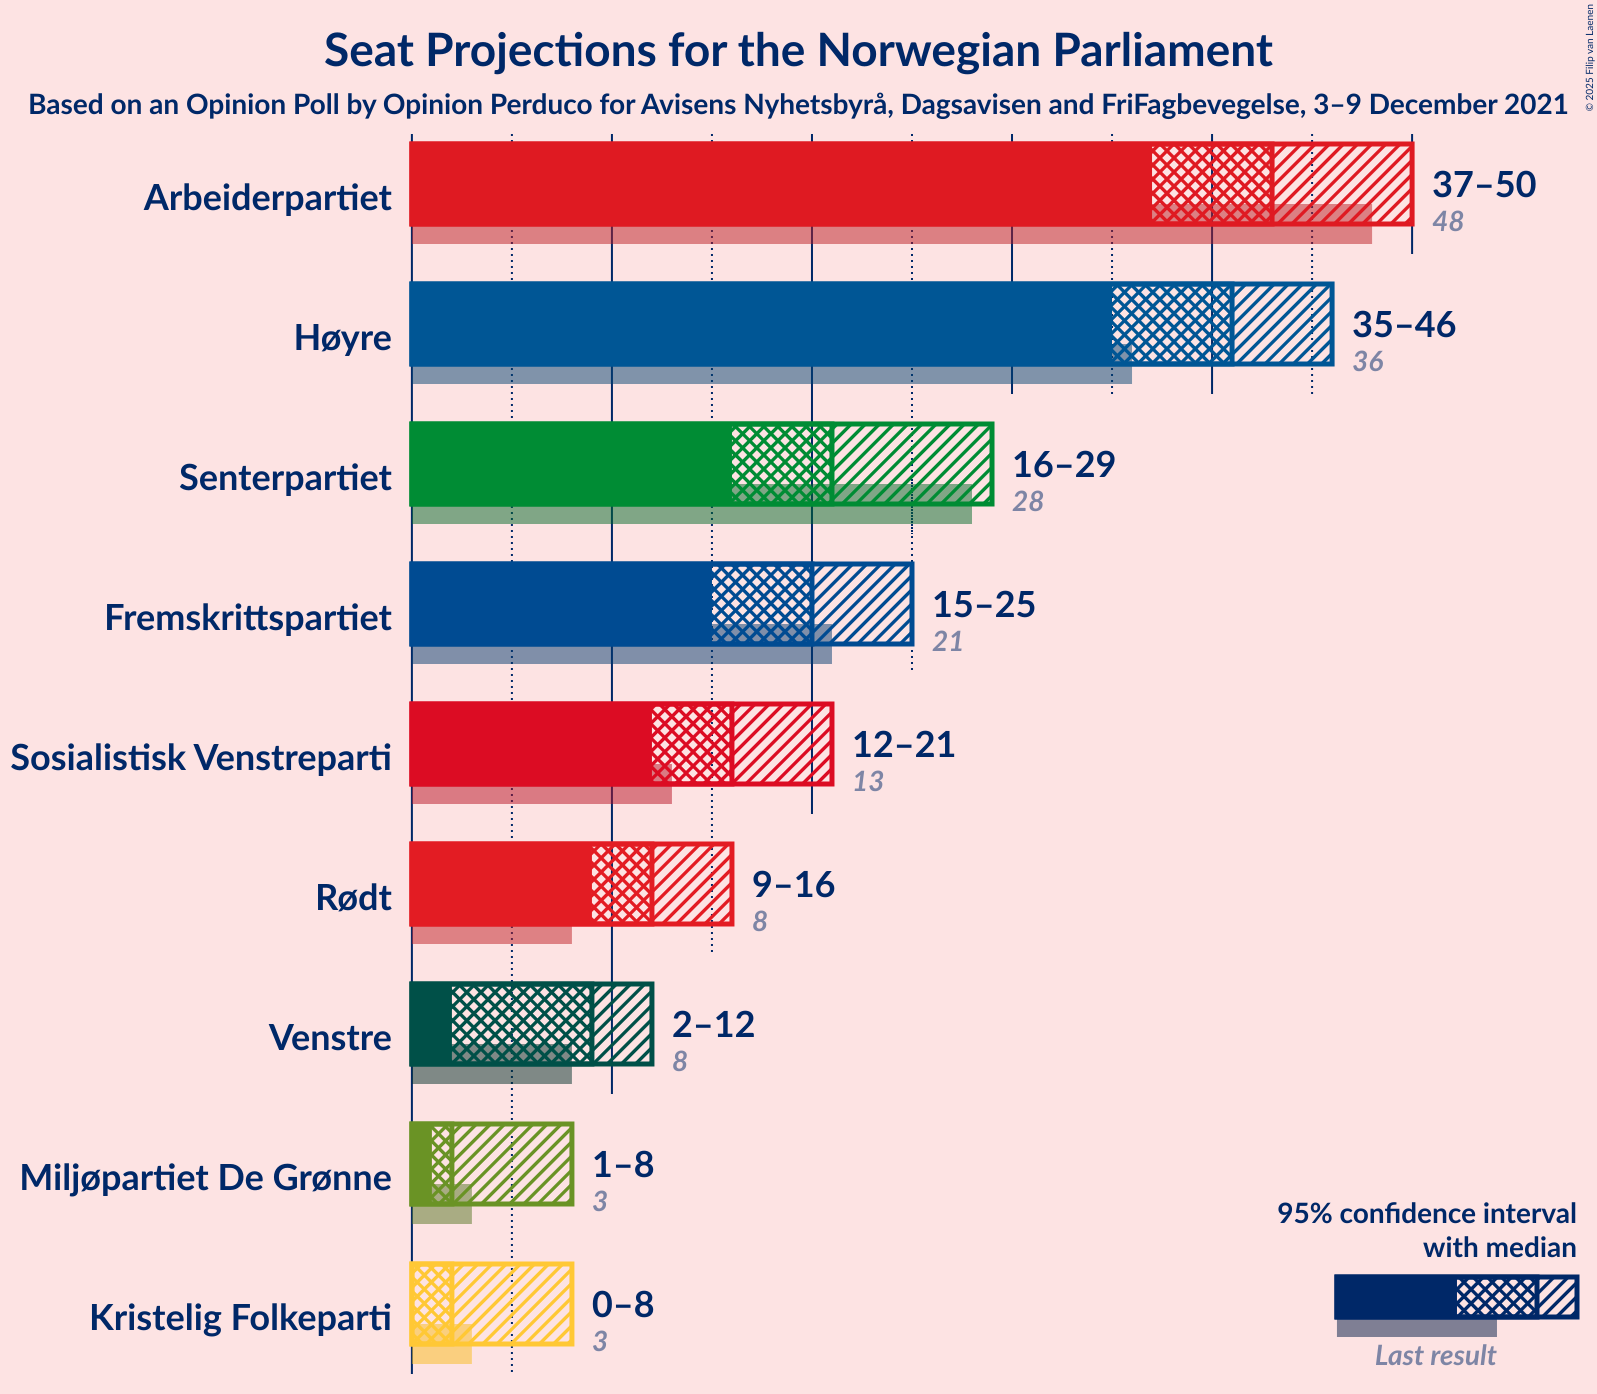 Seat Projections for the Norwegian Parliament
Based on an Opinion Poll by Opinion Perduco for Avisens Nyhetsbyrå, Dagsavisen and FriFagbevegelse, 3–9 December 2021
© 2025 Filip van Laenen
Arbeiderpartiet
37–50
48
Høyre
35–46
36
Senterpartiet
16–29
28
Fremskrittspartiet
15–25
21
Sosialistisk Venstreparti
12–21
13
Rødt
9–16
8
Venstre
2–12
8
Miljøpartiet De Grønne
1–8
3
Kristelig Folkeparti
0–8
3
95% confidence interval
with median
Last result